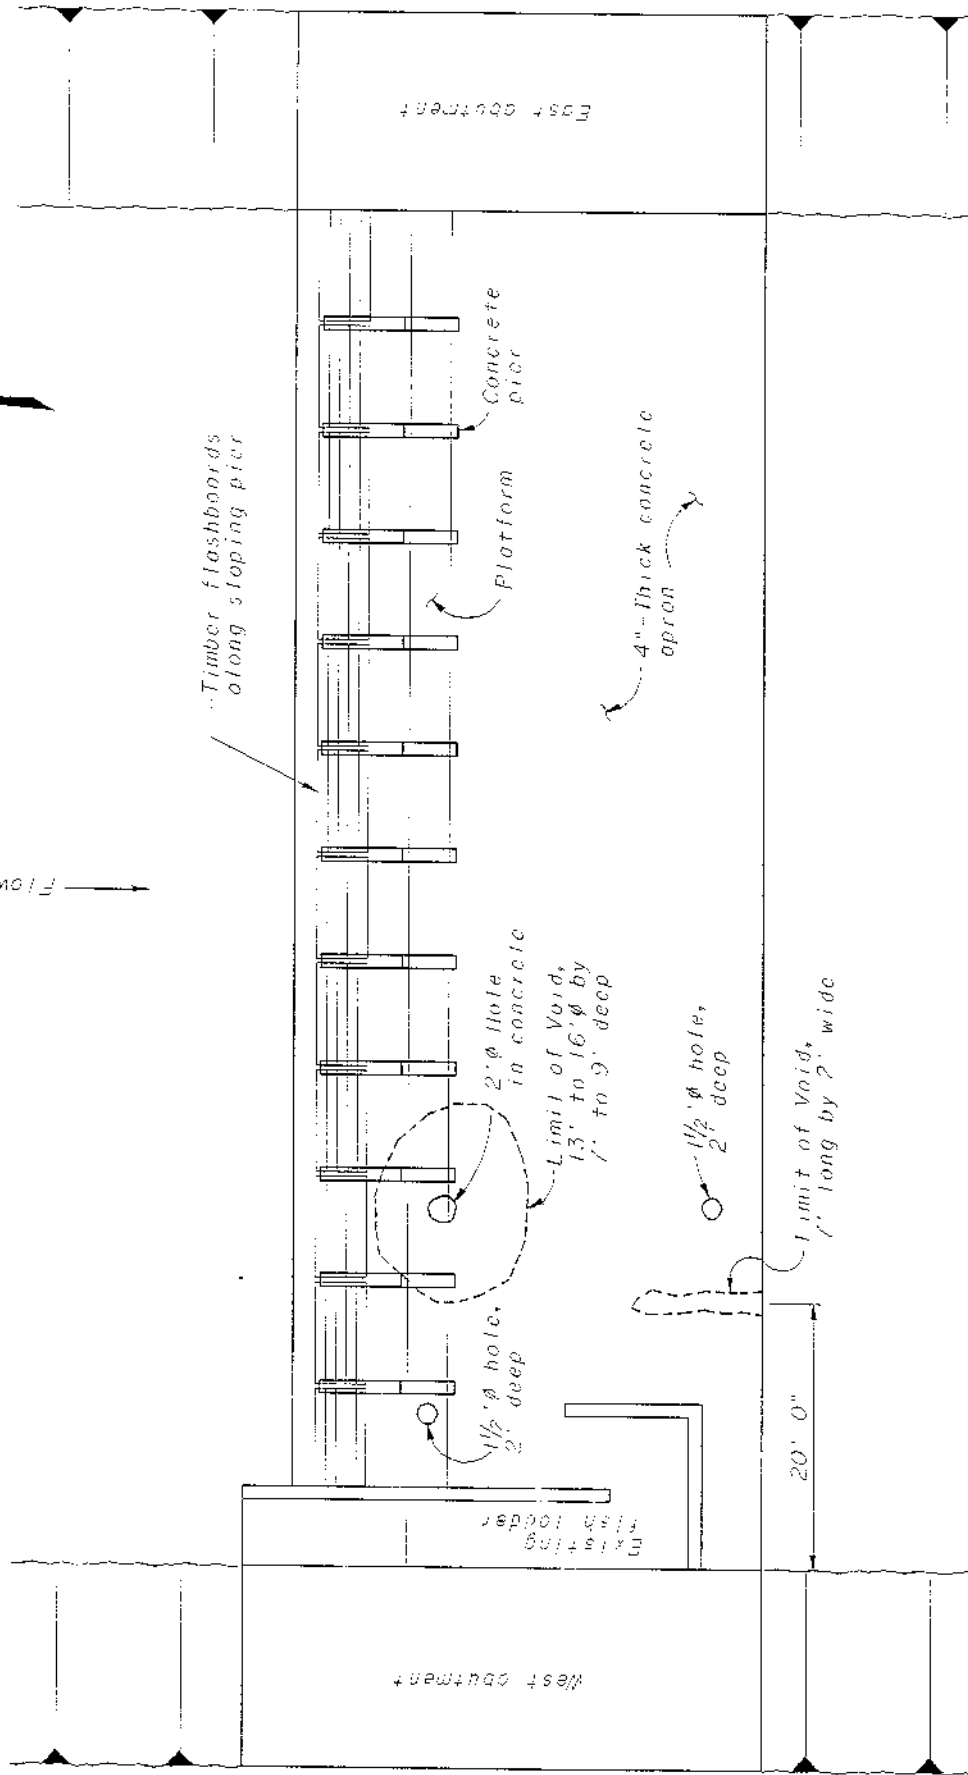 East abutment
Timber flashboards
along sloping pier
Concrete
pier
Platform
4"-Thick concrete
apron
Flow
2'ø Hole
in concrete
Limit of Void,
13' to 16'ø by
7' to 9' deep
1½'ø hole,
2' deep
Limit of Void,
7' long by 2' wide
1½'ø hole,
2' deep
20' 0"
Existing
fish ladder
West abutment